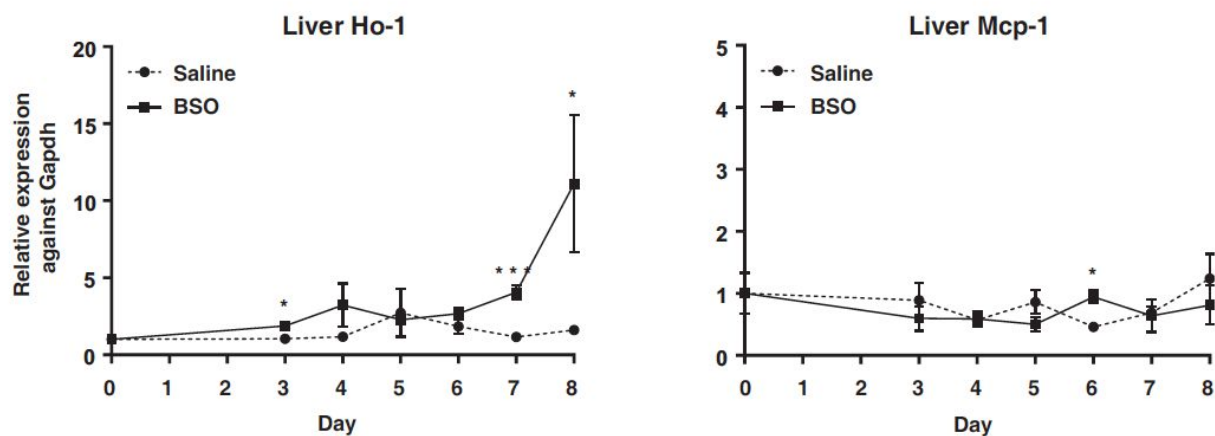 Liver Ho-1
Relative expression
against Gapdh
20
15
10
5
0
Saline
BSO
*
* * *
*
0 1 2 3 4 5 6 7 8
Day
Liver Mcp-1
5
4
3
2
1
0
Saline
BSO
*
0 1 2 3 4 5 6 7 8
Day